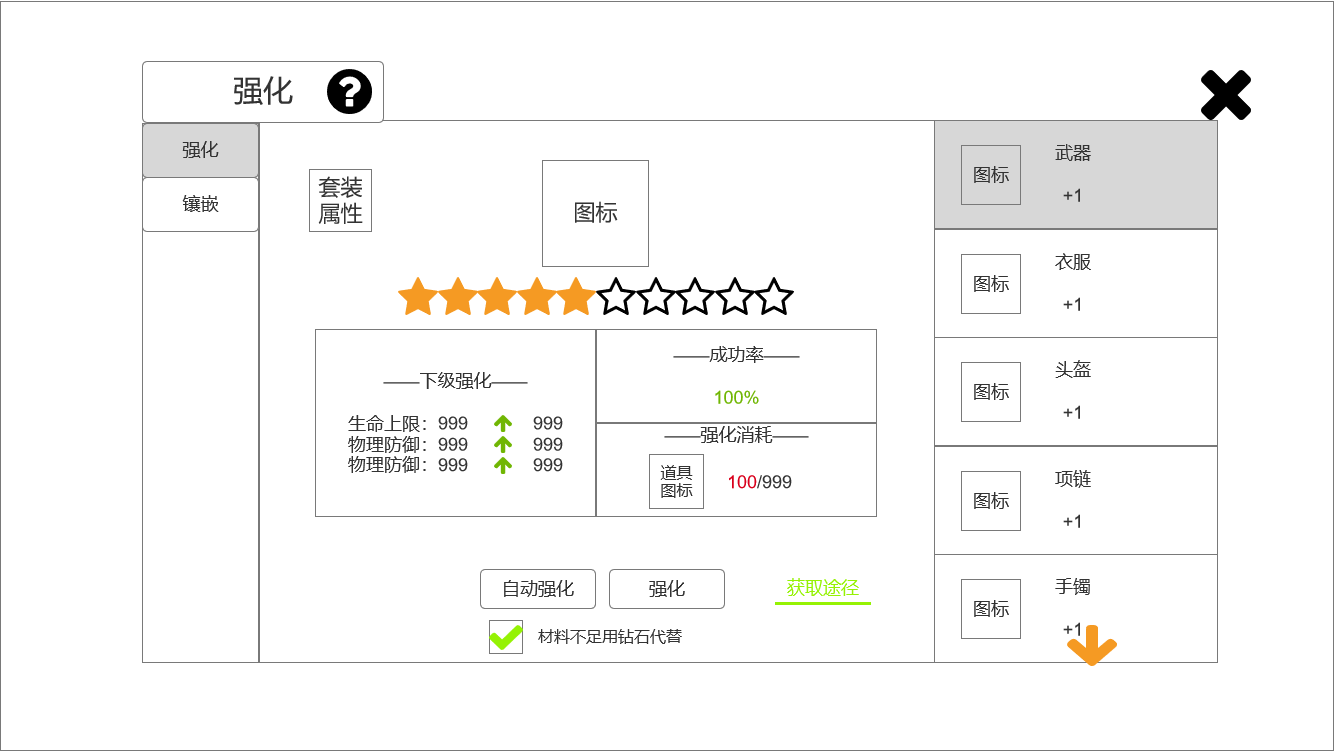 强化
强化
镶嵌
套装
属性
图标
——下级强化——
生命上限：999 999
物理防御：999 999
物理防御：999 999
——成功率——
100%
——强化消耗——
道具
图标
100/999
自动强化
强化
获取途径
材料不足用钻石代替
图标
武器
+1
图标
衣服
+1
图标
头盔
+1
图标
项链
+1
图标
手镯
+1